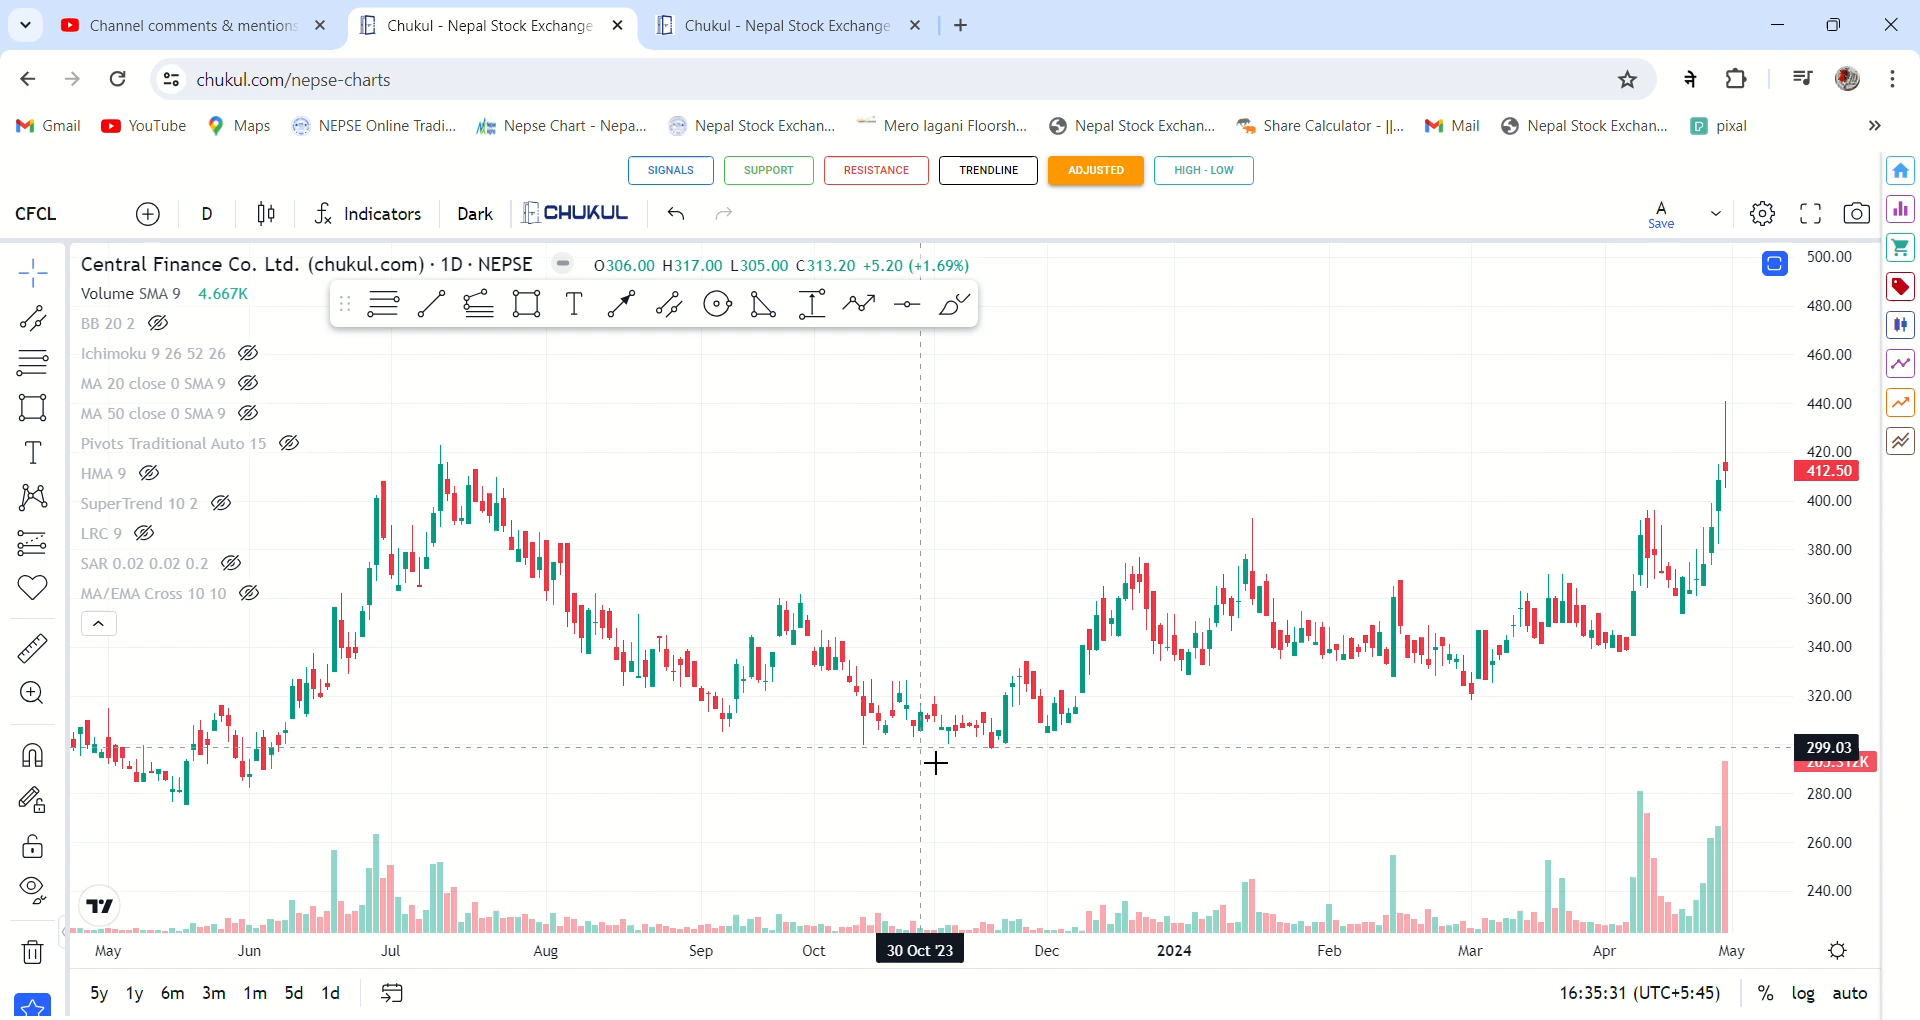 Channel comments & mentions
Chukul - Nepal Stock Exchange
Chukul - Nepal Stock Exchange
chukul.com/nepse-charts
ने
Gmail
YouTube
Maps
NEPSE Online Tradi...
Nepse Chart - Nepa...
Nepal Stock Exchan...
Mero lagani Floorsh...
Nepal Stock Exchan...
Share Calculator - ||...
Mail
Nepal Stock Exchan...
pixal
SIGNALS
SUPPORT
RESISTANCE
TRENDLINE
ADJUSTED
HIGH - LOW
CFCL
D
Indicators
Dark
CHUKUL
A
Save
Central Finance Co. Ltd. (chukul.com) · 1D · NEPSE
O306.00 H317.00 L305.00 C313.20 +5.20 (+1.69%)
Volume SMA 9 4.667K
BB 20 2
Ichimoku 9 26 52 26
MA 20 close 0 SMA 9
MA 50 close 0 SMA 9
Pivots Traditional Auto 15
HMA 9
SuperTrend 10 2
LRC 9
SAR 0.02 0.02 0.2
MA/EMA Cross 10 10
500.00
480.00
460.00
440.00
420.00
412.50
400.00
380.00
360.00
340.00
320.00
299.03
280.00
260.00
240.00
May
Jun
Jul
Aug
Sep
Oct
30 Oct '23
Dec
2024
Feb
Mar
Apr
May
5y
1y
6m
3m
1m
5d
1d
16:35:31 (UTC+5:45)
%
log
auto